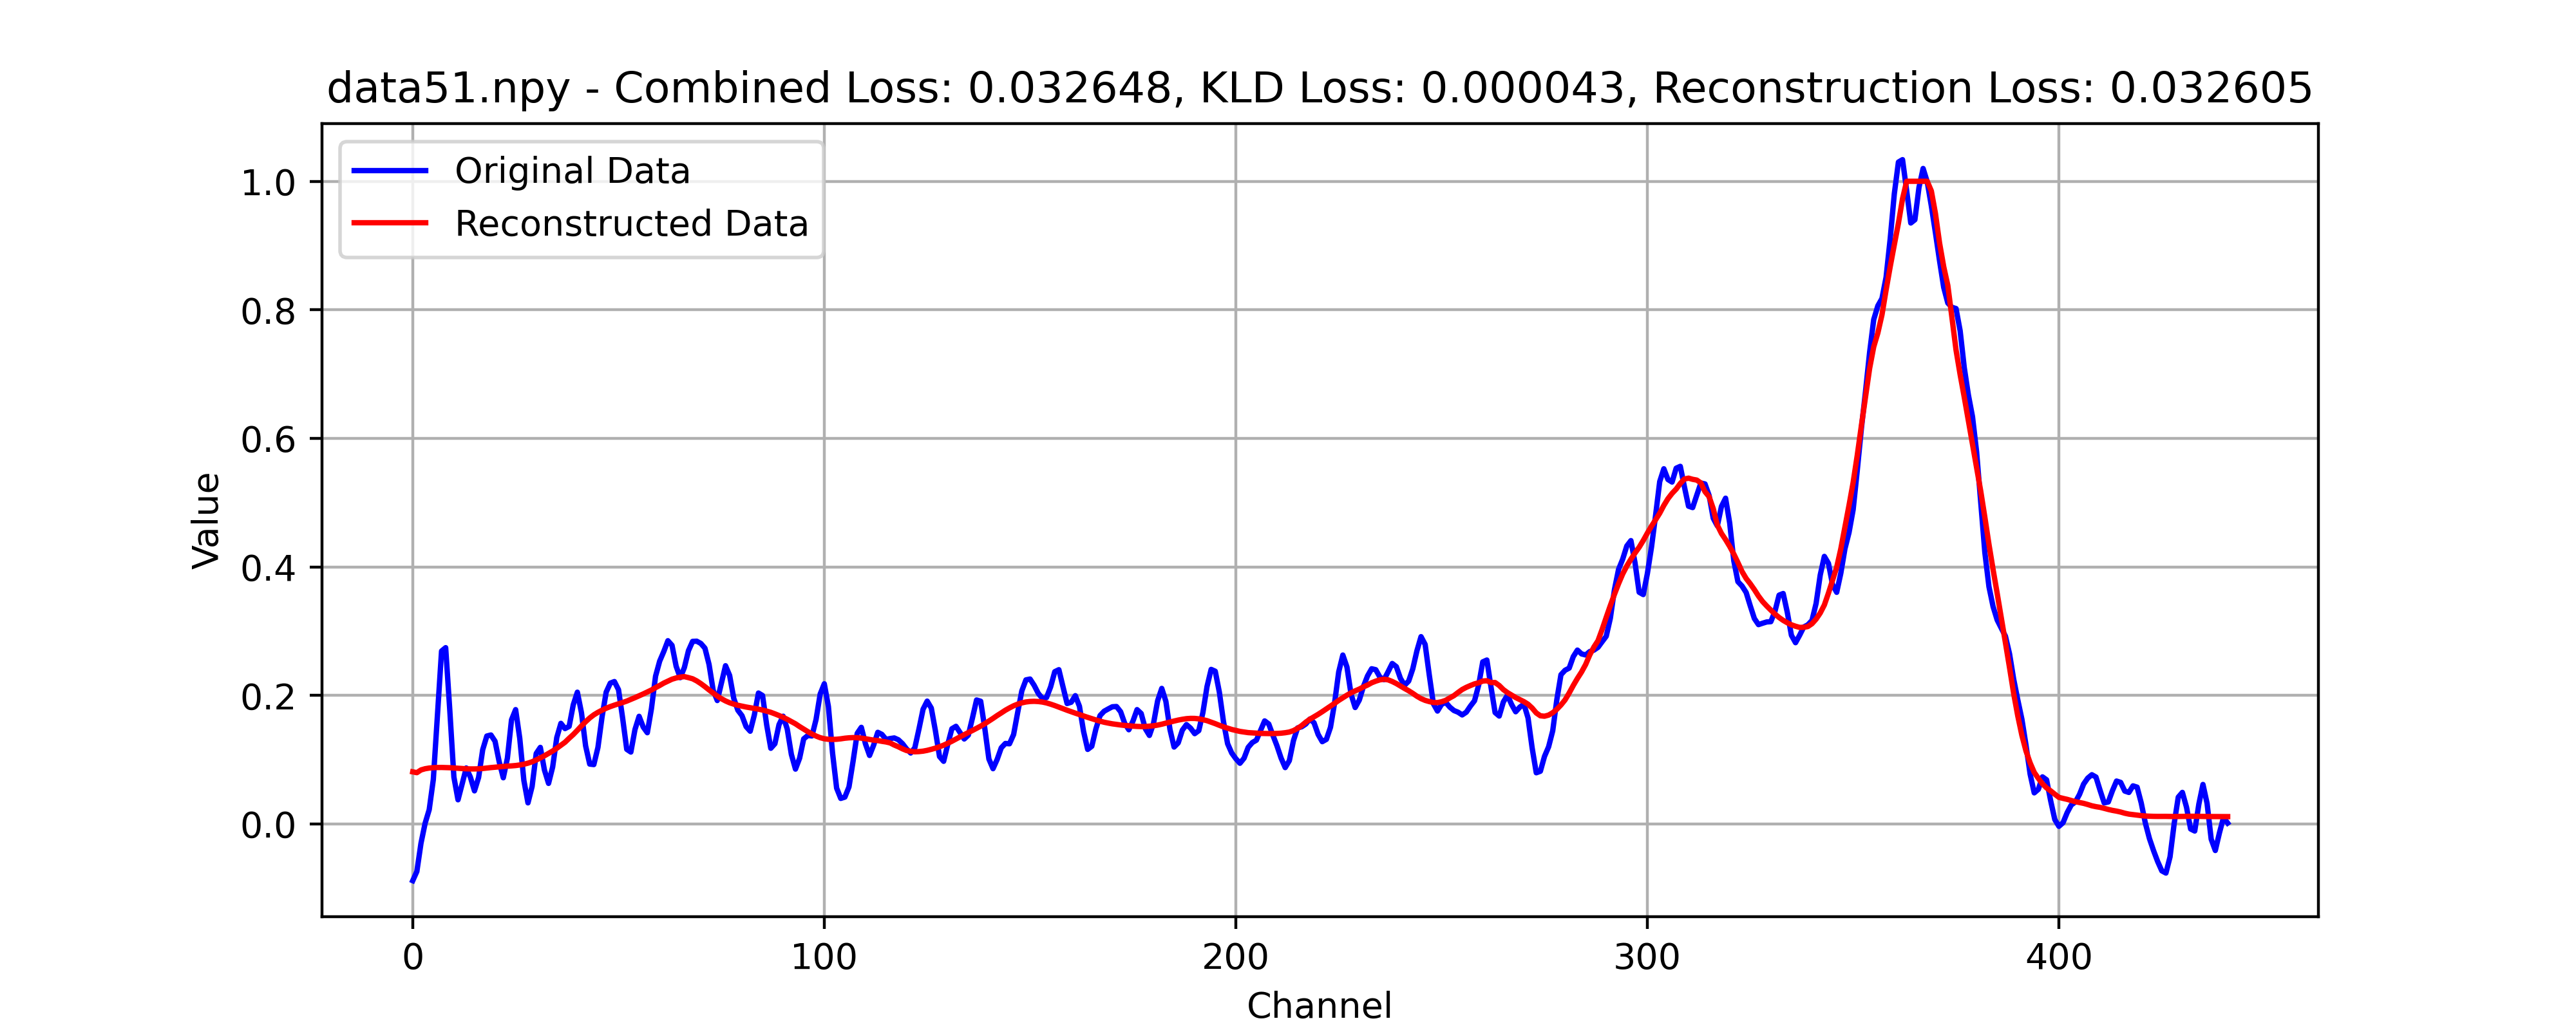 data51.npy - Combined Loss: 0.032648, KLD Loss: 0.000043, Reconstruction Loss: 0.032605
Original Data
Reconstructed Data
1.0
0.8
0.6
0.4
0.2
0.0
Value
0 100 200 300 400
Channel